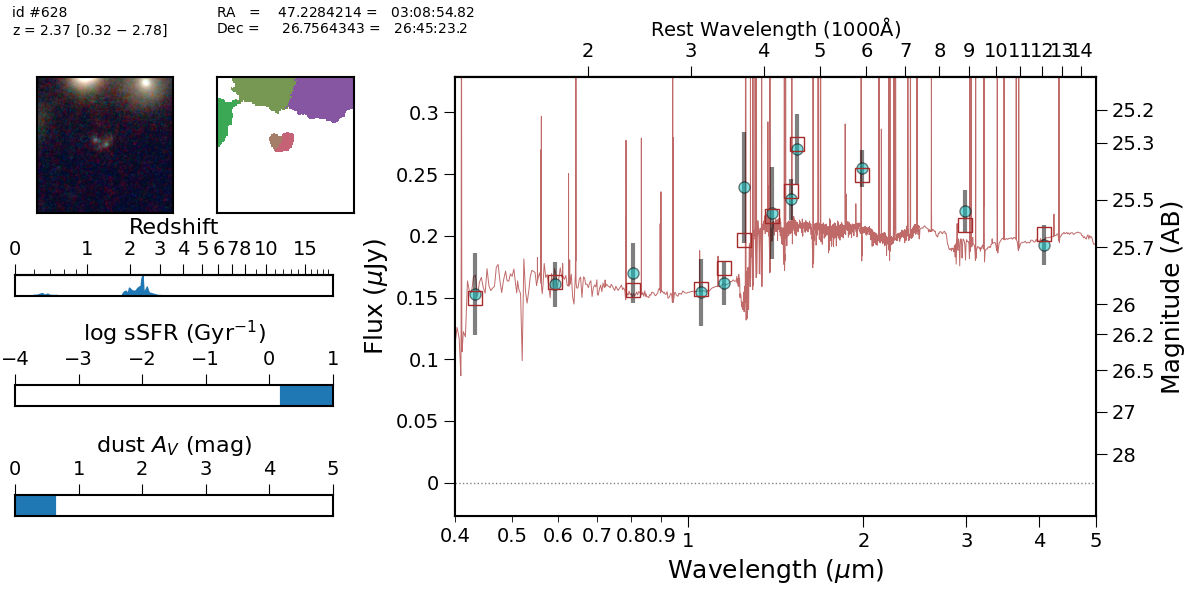 id #628
z = 2.37 [0.32 − 2.78]
RA = 47.2284214 = 03:08:54.82
Dec = 26.7564343 = 26:45:23.2
Redshift
0 1 2 3 4 5 6 7 8 10 15
log sSFR (Gyr⁻¹)
−4 −3 −2 −1 0 1
dust A_V (mag)
0 1 2 3 4 5
Rest Wavelength (1000Å)
2 3 4 5 6 7 8 9 10 11 12 13 14
Flux (μJy)
0.3
0.25
0.2
0.15
0.1
0.05
0
25.2
25.3
25.5
25.7
26
26.2
26.5
27
28
Magnitude (AB)
0.4 0.5 0.6 0.7 0.8 0.9 1 2 3 4 5
Wavelength (μm)